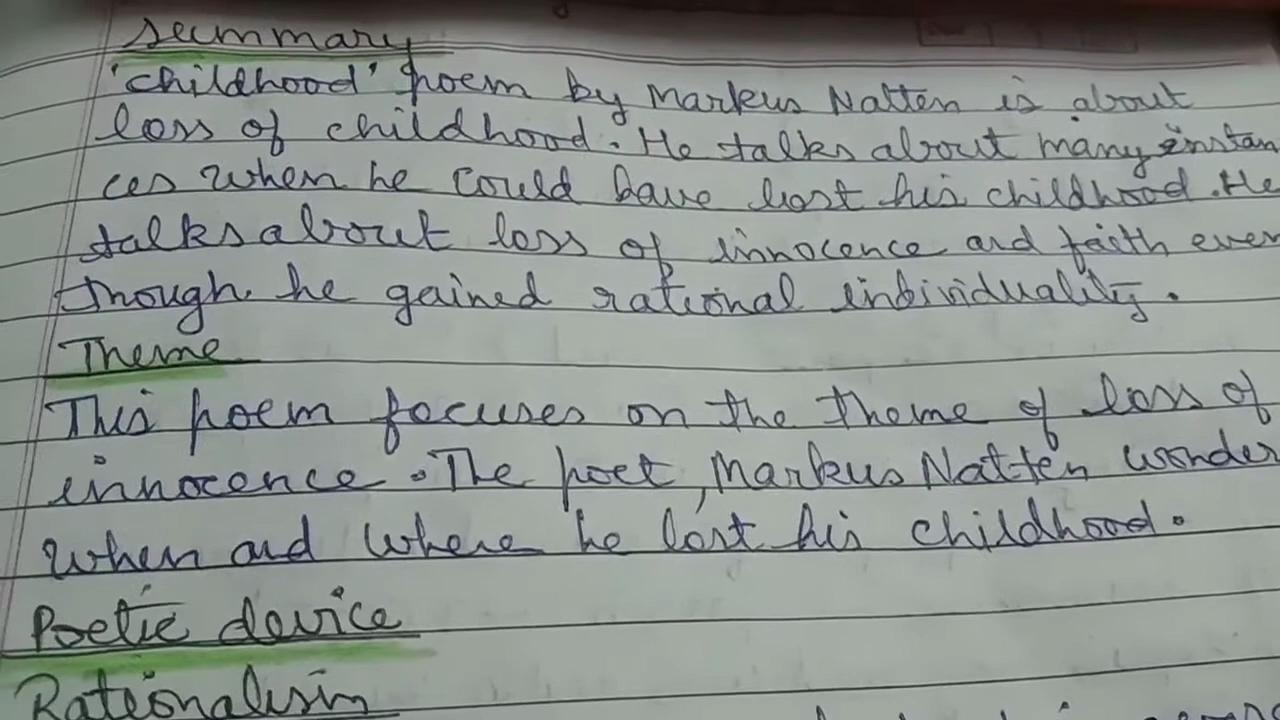 Summary
'Childhood' poem by Markus Natten is about
loss of childhood. He talks about many instan
ces when he could have lost his childhood. He
talks about loss of innocence and faith even
though he gained rational individuality.
Theme
This poem focuses on the theme of loss of
innocence. The poet, Markus Natten wonder
when and where he lost his childhood.
Poetic device
Rationalism